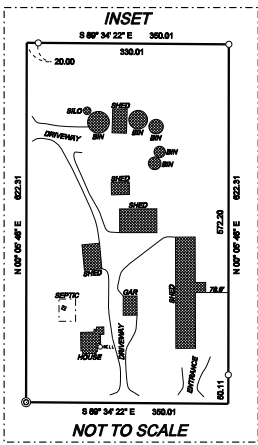 INSET
S 89° 34' 22" E 350.01
330.01
20.00
SILO
SHED
BIN
BIN
BIN
DRIVEWAY
BIN
BIN
SHED
622.31
N 00° 05' 46" E
572.20
622.31
N 00° 05' 46" E
SHED
SHED
SEPTIC
GAR
SHED
78.9'
WELL
HOUSE
DRIVEWAY
ENTRANCE
50.11
S 89° 34' 22" E 350.01
NOT TO SCALE